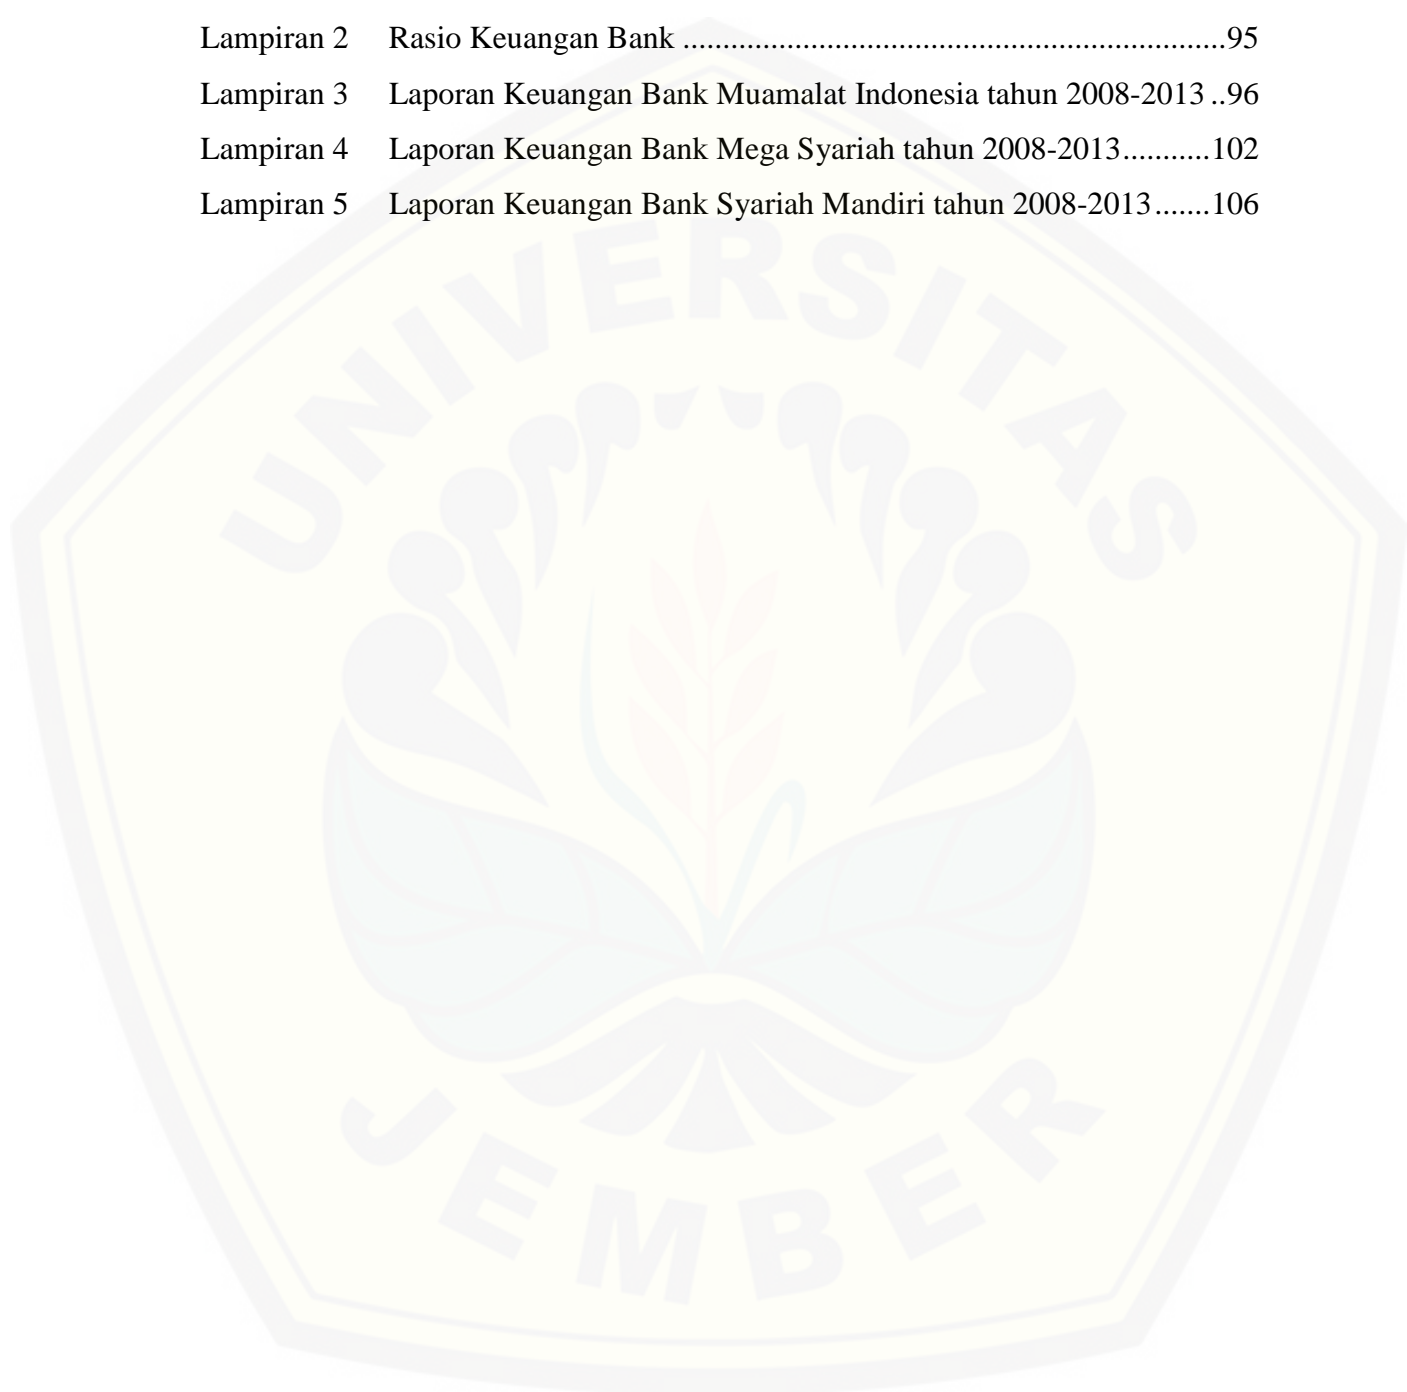 Lampiran 2 Rasio Keuangan Bank ....................................................................95
Lampiran 3 Laporan Keuangan Bank Muamalat Indonesia tahun 2008-2013 ..96
Lampiran 4 Laporan Keuangan Bank Mega Syariah tahun 2008-2013...........102
Lampiran 5 Laporan Keuangan Bank Syariah Mandiri tahun 2008-2013.......106
UNIVERSITAS
JEMBER